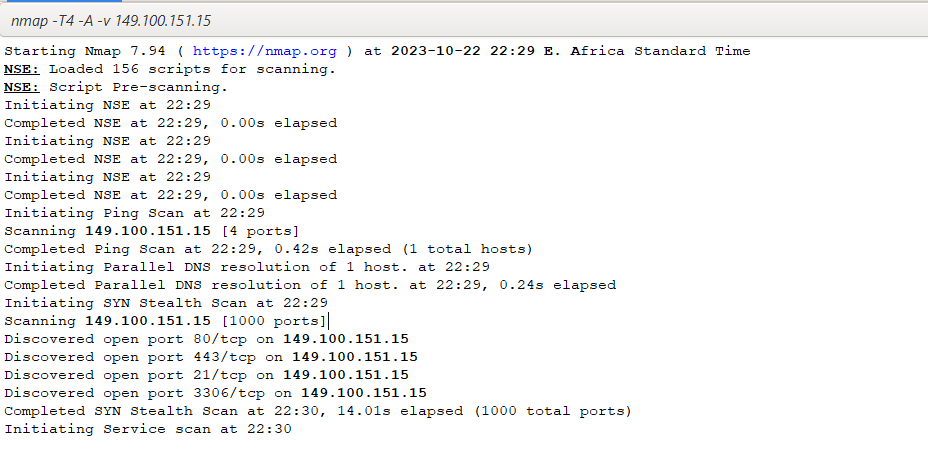 nmap -T4 -A -v 149.100.151.15
Starting Nmap 7.94 ( https://nmap.org ) at 2023-10-22 22:29 E. Africa Standard Time
NSE: Loaded 156 scripts for scanning.
NSE: Script Pre-scanning.
Initiating NSE at 22:29
Completed NSE at 22:29, 0.00s elapsed
Initiating NSE at 22:29
Completed NSE at 22:29, 0.00s elapsed
Initiating NSE at 22:29
Completed NSE at 22:29, 0.00s elapsed
Initiating Ping Scan at 22:29
Scanning 149.100.151.15 [4 ports]
Completed Ping Scan at 22:29, 0.42s elapsed (1 total hosts)
Initiating Parallel DNS resolution of 1 host. at 22:29
Completed Parallel DNS resolution of 1 host. at 22:29, 0.24s elapsed
Initiating SYN Stealth Scan at 22:29
Scanning 149.100.151.15 [1000 ports]
Discovered open port 80/tcp on 149.100.151.15
Discovered open port 443/tcp on 149.100.151.15
Discovered open port 21/tcp on 149.100.151.15
Discovered open port 3306/tcp on 149.100.151.15
Completed SYN Stealth Scan at 22:30, 14.01s elapsed (1000 total ports)
Initiating Service scan at 22:30